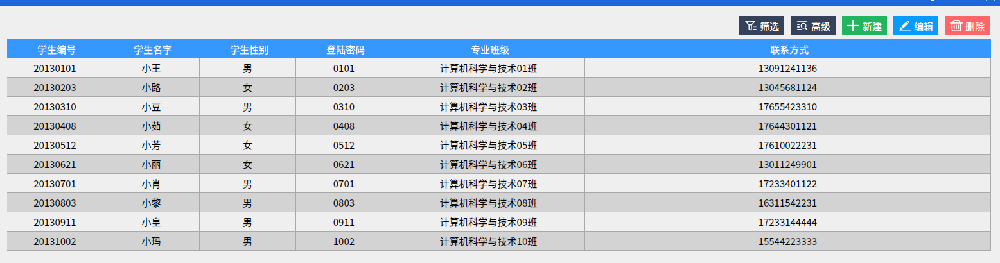 筛选 高级 新建 编辑 删除
学生编号 学生名字 学生性别 登陆密码 专业班级 联系方式
20130101 小王 男 0101 计算机科学与技术01班 13091241136
20130203 小路 女 0203 计算机科学与技术02班 13045681124
20130310 小豆 男 0310 计算机科学与技术03班 17655423310
20130408 小茹 女 0408 计算机科学与技术04班 17644301121
20130512 小芳 女 0512 计算机科学与技术05班 17610022231
20130621 小丽 女 0621 计算机科学与技术06班 13011249901
20130701 小肖 男 0701 计算机科学与技术07班 17233401122
20130803 小黎 男 0803 计算机科学与技术08班 16311542231
20130911 小皇 男 0911 计算机科学与技术09班 17233144444
20131002 小玛 男 1002 计算机科学与技术10班 15544223333